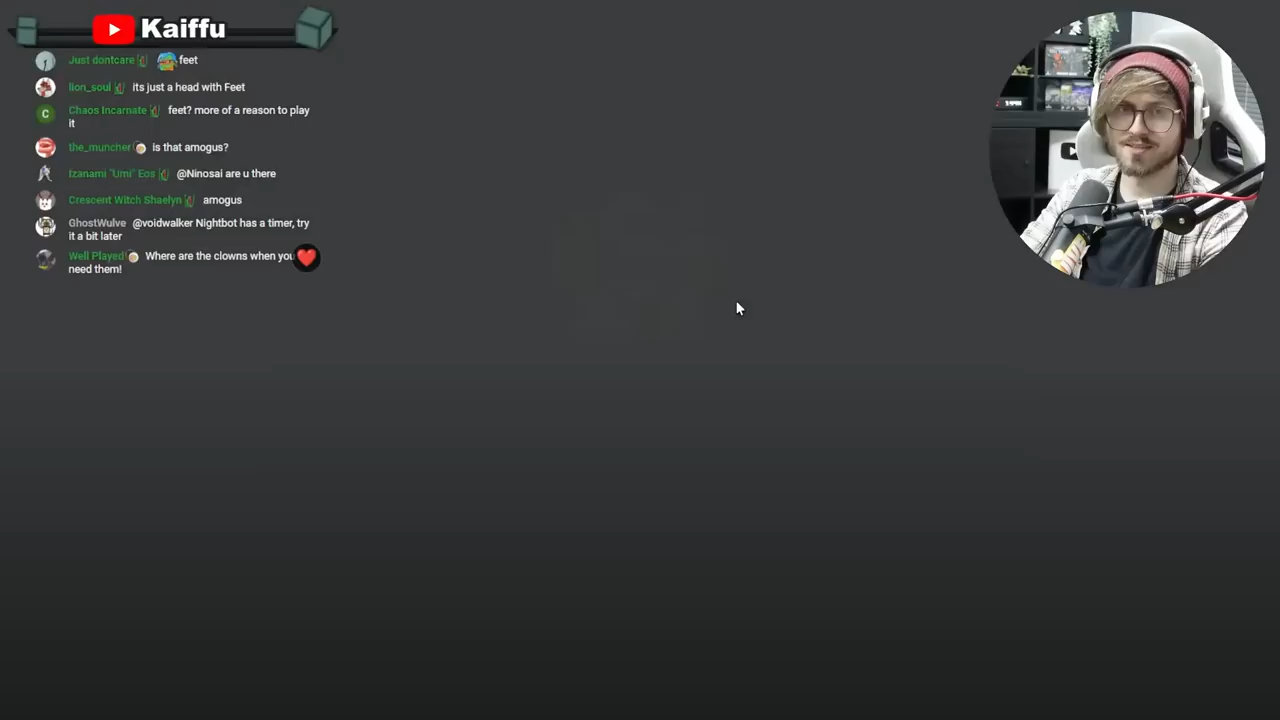 Kaiffu
Just dontcare feet
lion_soul its just a head with Feet
C Chaos Incarnate feet? more of a reason to play
it
the_muncher is that amogus?
Izanami "Umi" Eos @Ninosai are u there
Crescent Witch Shaelyn amogus
GhostWulve @voidwalker Nightbot has a timer, try
it a bit later
Well Played Where are the clowns when you
need them!